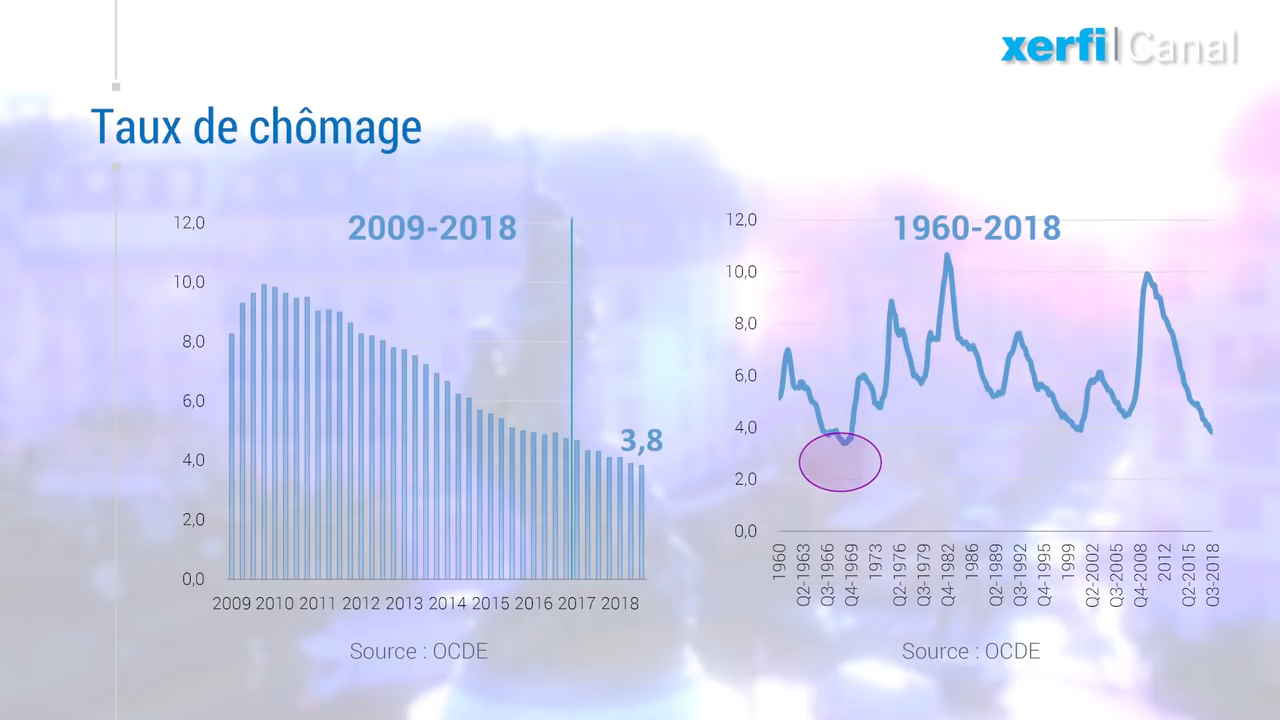 xerfi Canal
Taux de chômage
2009-2018
12,0
10,0
8,0
6,0
4,0
2,0
0,0
3,8
2009 2010 2011 2012 2013 2014 2015 2016 2017 2018
Source : OCDE
1960-2018
12,0
10,0
8,0
6,0
4,0
2,0
0,0
1960
Q2-1963
Q3-1966
Q4-1969
1973
Q2-1976
Q3-1979
Q4-1982
1986
Q2-1989
Q3-1992
Q4-1995
1999
Q2-2002
Q3-2005
Q4-2008
2012
Q2-2015
Q3-2018
Source : OCDE